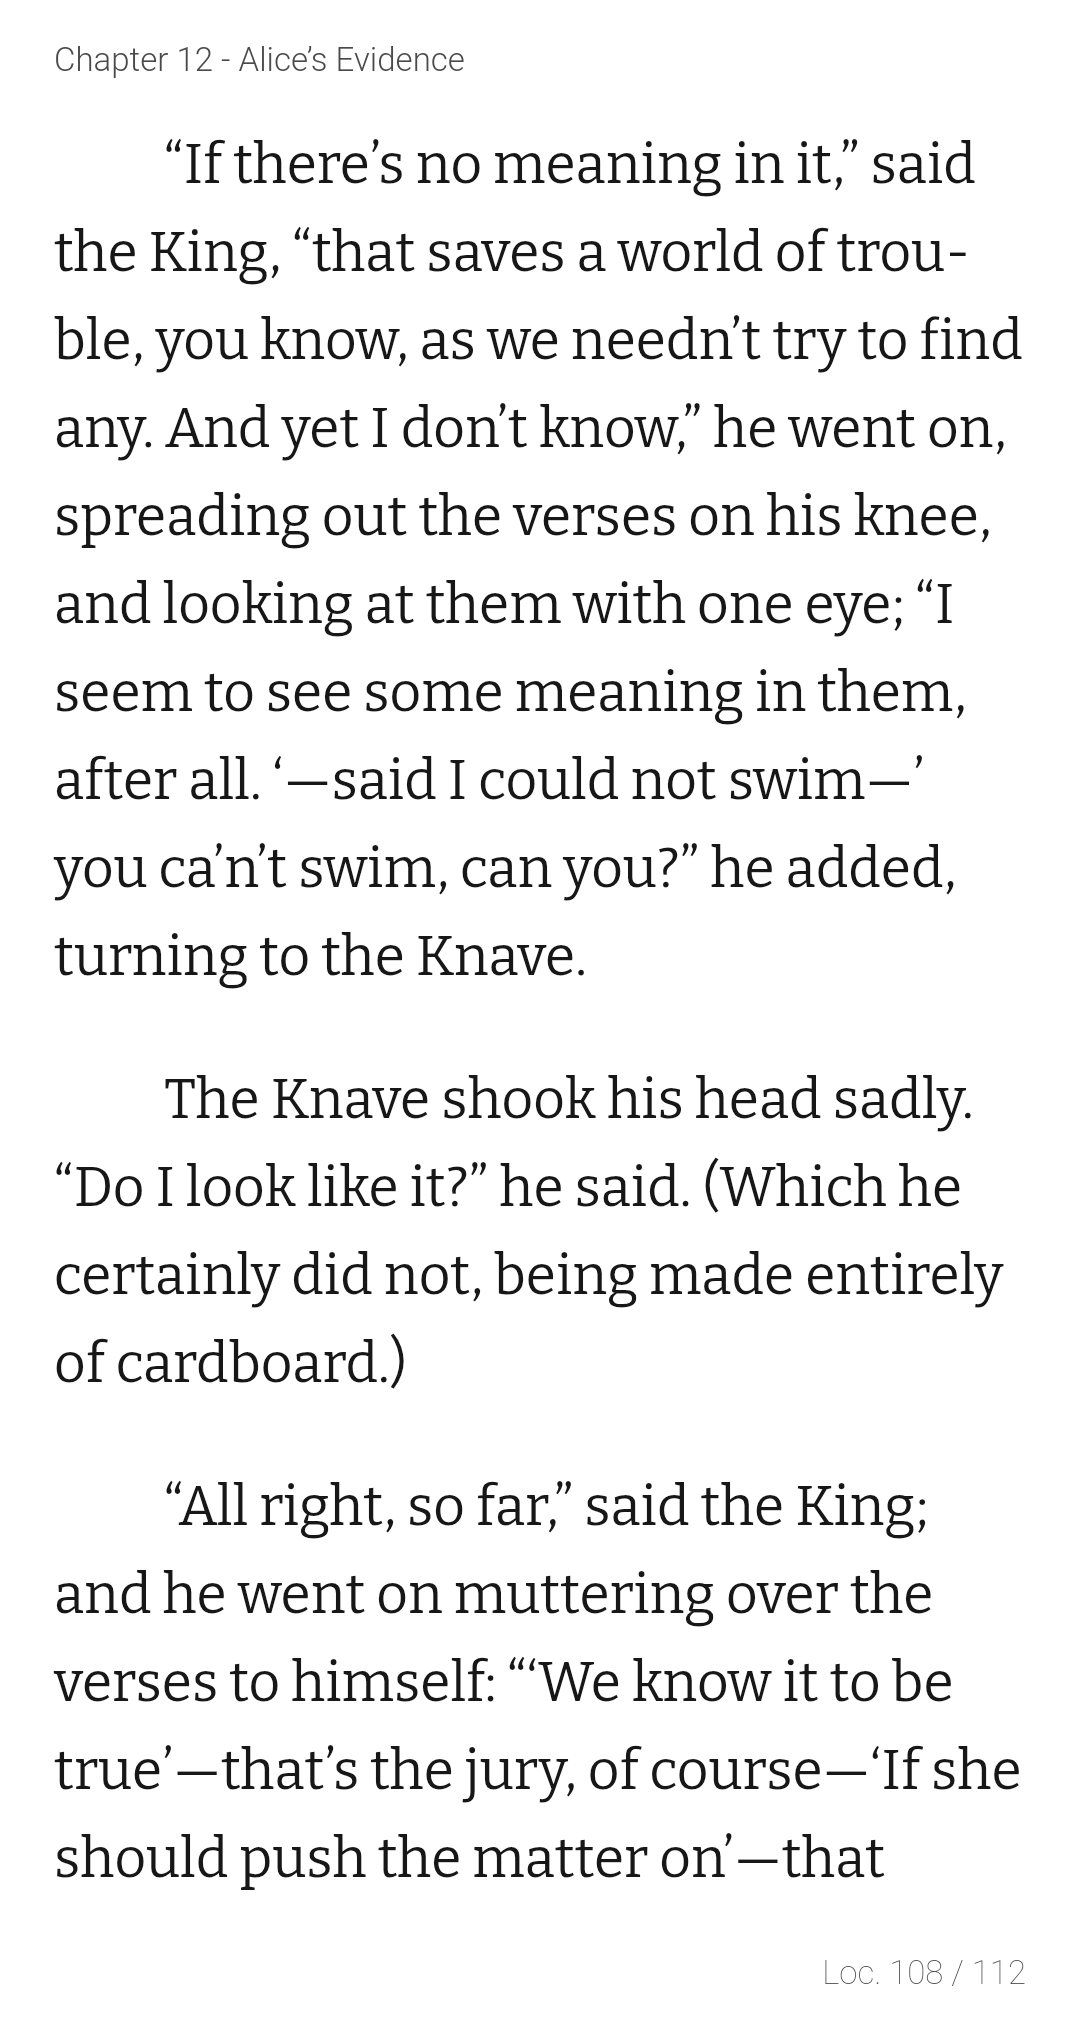 Chapter 12 - Alice’s Evidence
“If there’s no meaning in it,” said
the King, “that saves a world of trou-
ble, you know, as we needn’t try to find
any. And yet I don’t know,” he went on,
spreading out the verses on his knee,
and looking at them with one eye; “I
seem to see some meaning in them,
after all. ‘—said I could not swim—’
you ca’n’t swim, can you?” he added,
turning to the Knave.
The Knave shook his head sadly.
“Do I look like it?” he said. (Which he
certainly did not, being made entirely
of cardboard.)
“All right, so far,” said the King;
and he went on muttering over the
verses to himself: “‘We know it to be
true’—that’s the jury, of course—‘If she
should push the matter on’—that
Loc. 108 / 112